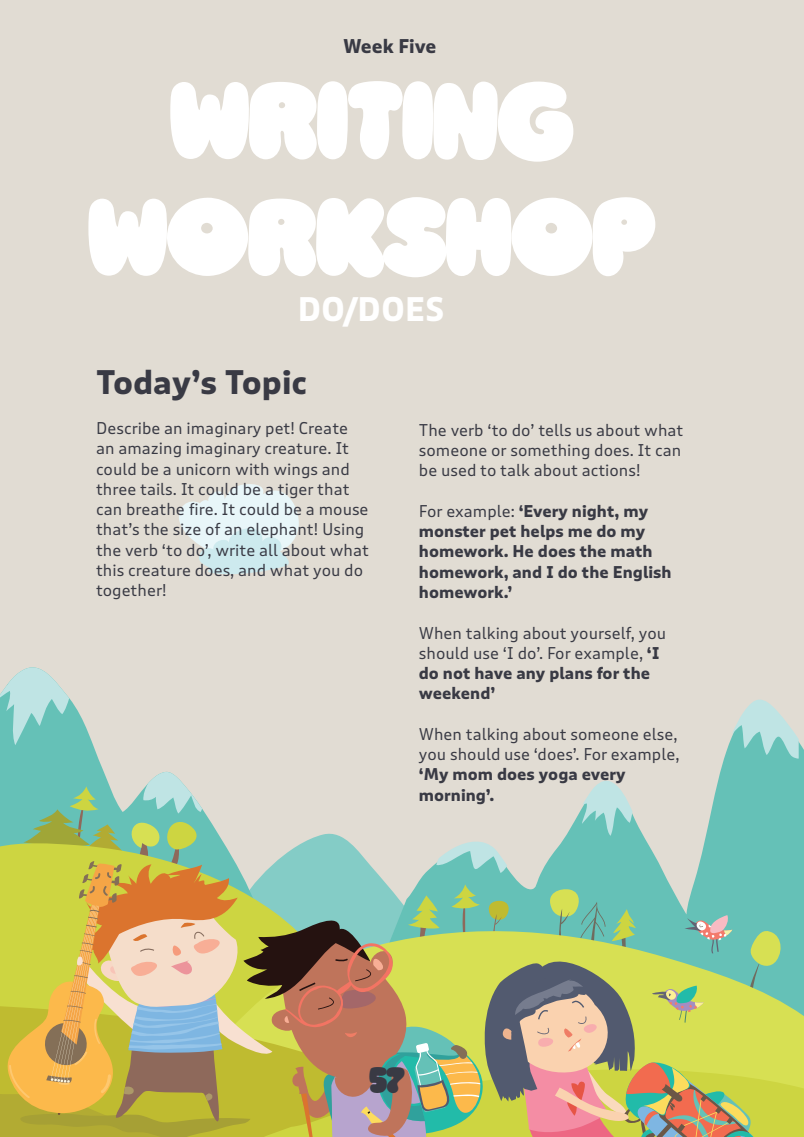 Week Five
WRITING
WORKSHOP
DO/DOES
Today’s Topic
Describe an imaginary pet! Create
an amazing imaginary creature. It
could be a unicorn with wings and
three tails. It could be a tiger that
can breathe fire. It could be a mouse
that’s the size of an elephant! Using
the verb ‘to do’, write all about what
this creature does, and what you do
together!
The verb ‘to do’ tells us about what
someone or something does. It can
be used to talk about actions!
For example: ‘Every night, my
monster pet helps me do my
homework. He does the math
homework, and I do the English
homework.’
When talking about yourself, you
should use ‘I do’. For example, ‘I
do not have any plans for the
weekend’
When talking about someone else,
you should use ‘does’. For example,
‘My mom does yoga every
morning’.
57